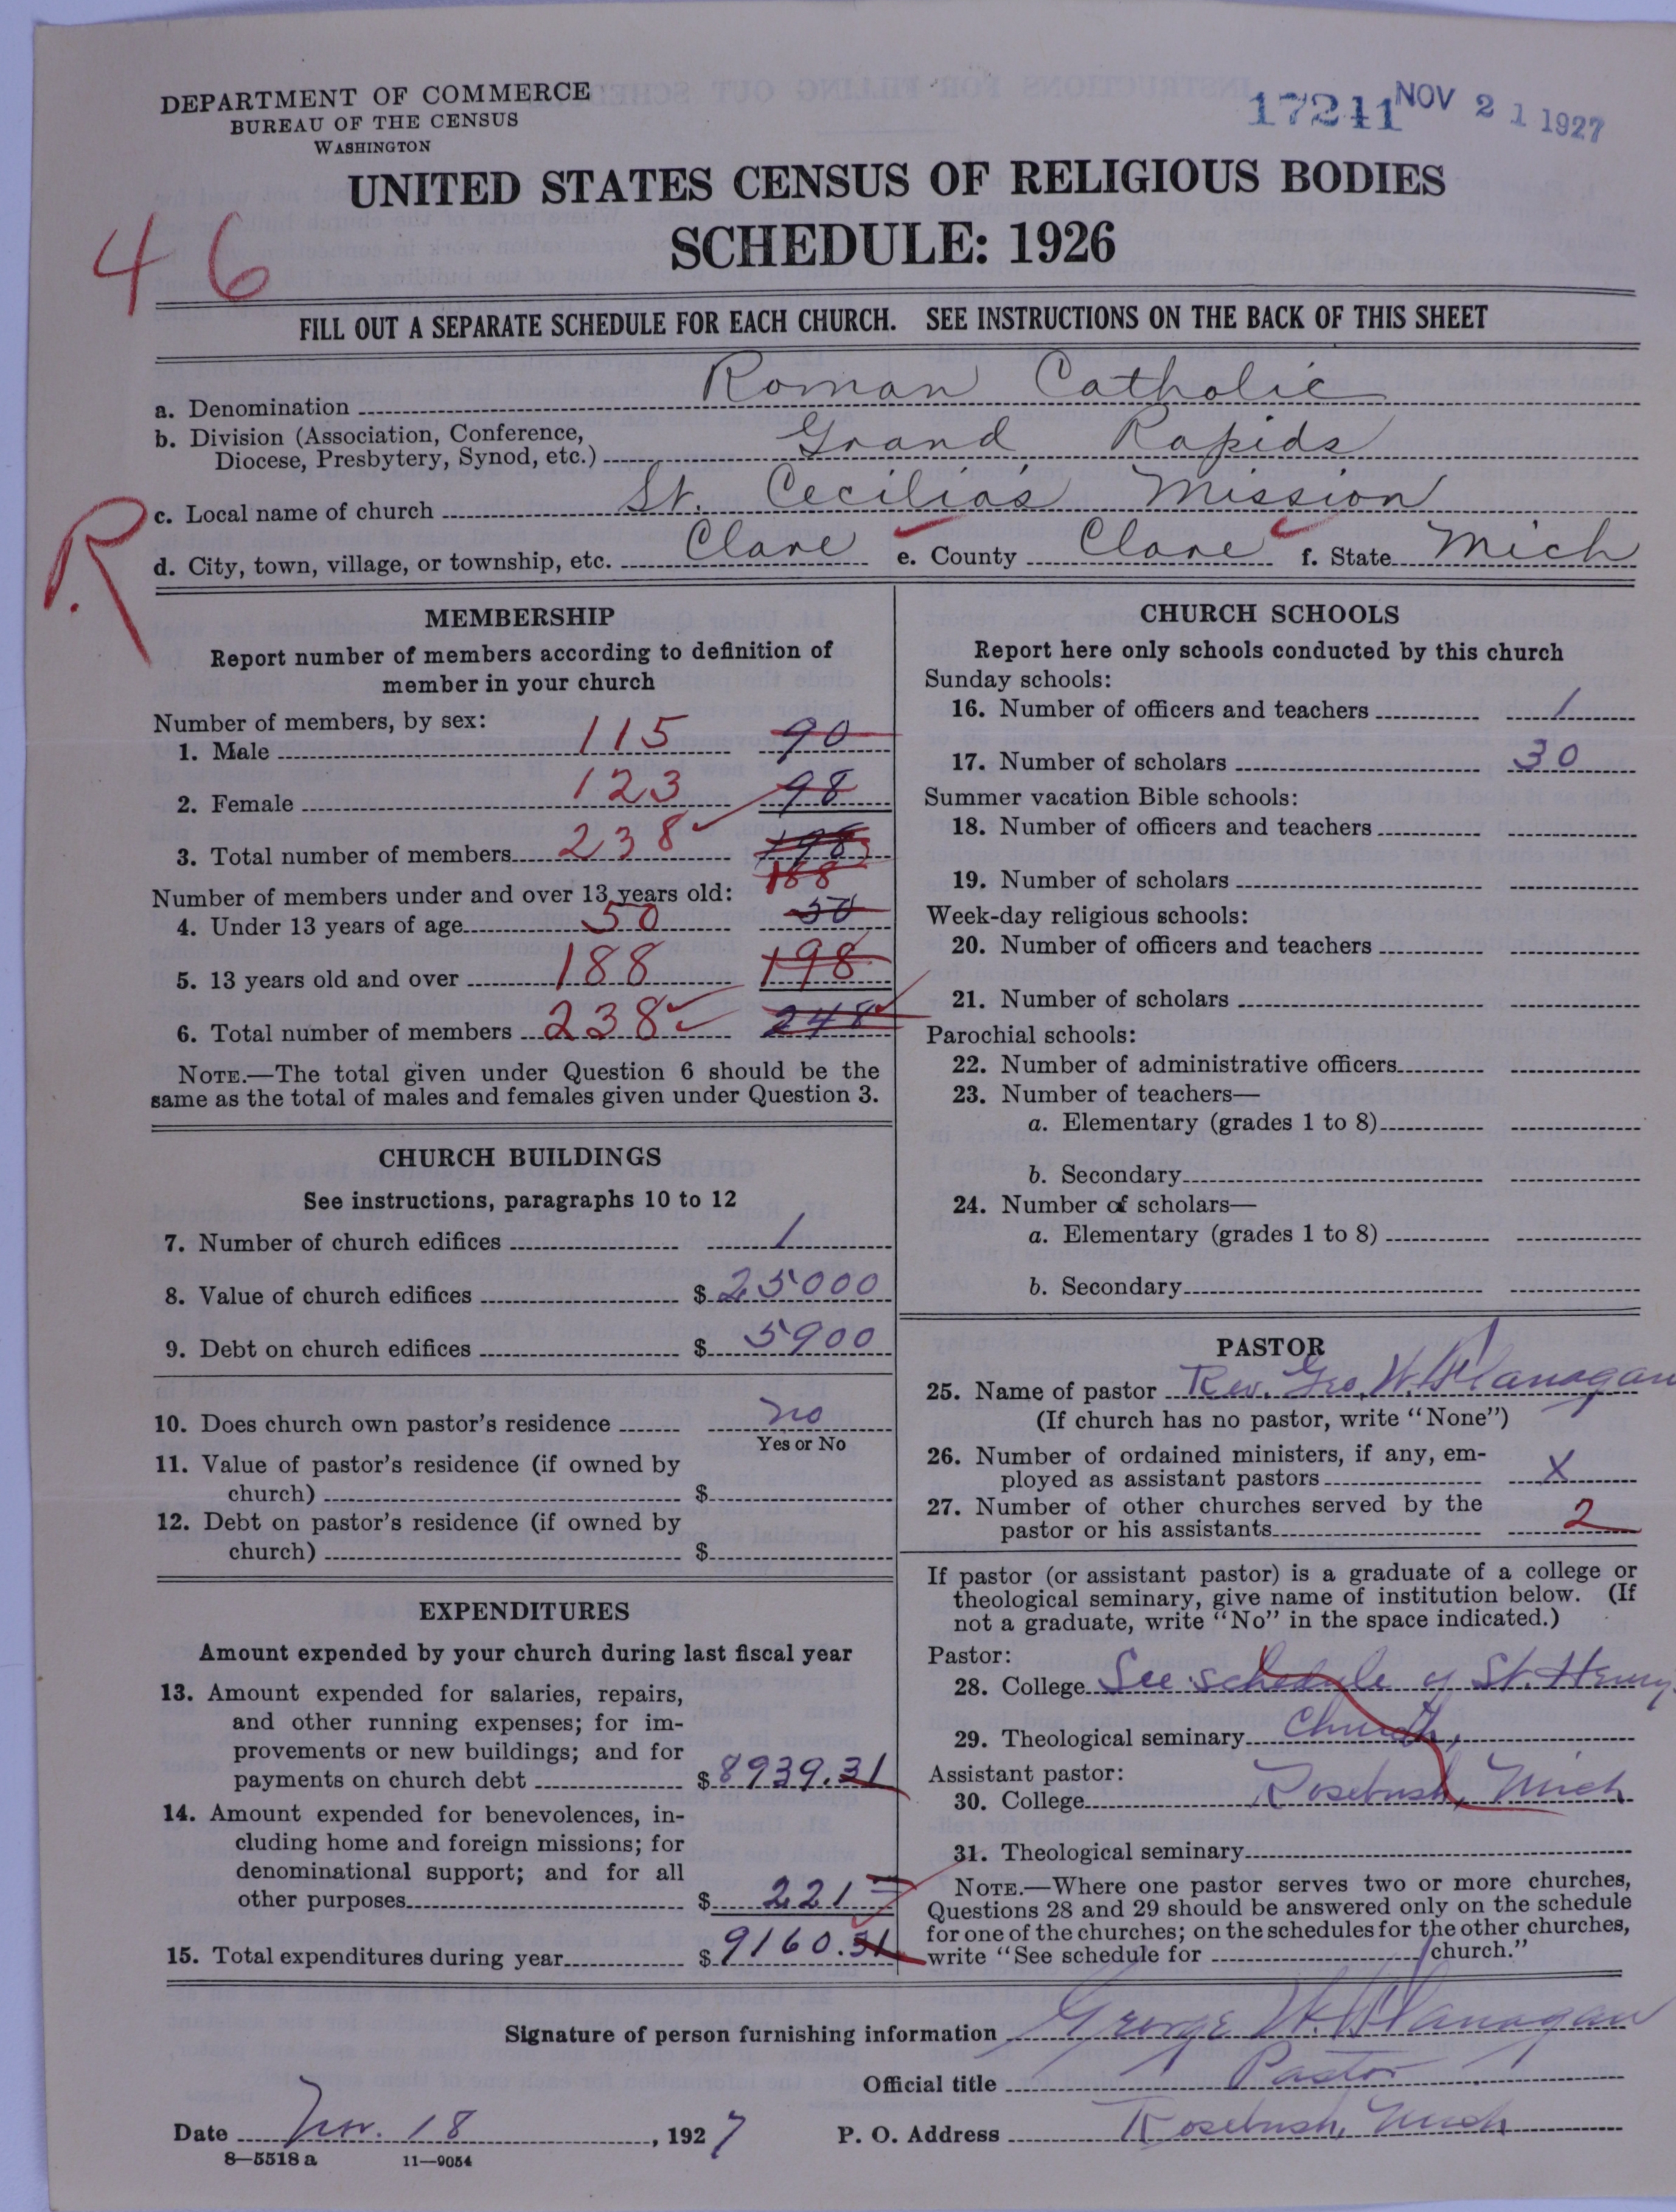 DEPARTMENT OF COMMERCE
BUREAU OF THE CENSUS
WASHINGTON
17241 NOV 21 1927
UNITED STATES CENSUS OF RELIGIOUS BODIES
SCHEDULE: 1926
46
FILL OUT A SEPARATE SCHEDULE FOR EACH CHURCH. SEE INSTRUCTIONS ON THE BACK OF THIS SHEET
a. Denomination Roman Catholic
b. Division (Association, Conference,
Diocese, Presbytery, Synod, etc.) Grand Rapids
R. c. Local name of church St. Cecilia's Mission
d. City, town, village, or township, etc. Clare e. County Clare f. State Mich
MEMBERSHIP
Report number of members according to definition of
member in your church
Number of members, by sex:
1. Male 115 90
2. Female 123 98
3. Total number of members 238 198
188
Number of members under and over 13 years old:
4. Under 13 years of age 50 50
5. 13 years old and over 188 198
6. Total number of members 238 248
NOTE.—The total given under Question 6 should be the
same as the total of males and females given under Question 3.
CHURCH BUILDINGS
See instructions, paragraphs 10 to 12
7. Number of church edifices 1
8. Value of church edifices $ 25000
9. Debt on church edifices $ 5900
10. Does church own pastor's residence no
Yes or No
11. Value of pastor's residence (if owned by
church) $
12. Debt on pastor's residence (if owned by
church) $
EXPENDITURES
Amount expended by your church during last fiscal year
13. Amount expended for salaries, repairs,
and other running expenses; for im-
provements or new buildings; and for
payments on church debt $ 8939.31
14. Amount expended for benevolences, in-
cluding home and foreign missions; for
denominational support; and for all
other purposes $ 221
15. Total expenditures during year $ 9160.31
CHURCH SCHOOLS
Report here only schools conducted by this church
Sunday schools:
16. Number of officers and teachers 1
17. Number of scholars 30
Summer vacation Bible schools:
18. Number of officers and teachers
19. Number of scholars
Week-day religious schools:
20. Number of officers and teachers
21. Number of scholars
Parochial schools:
22. Number of administrative officers
23. Number of teachers—
a. Elementary (grades 1 to 8)
b. Secondary
24. Number of scholars—
a. Elementary (grades 1 to 8)
b. Secondary
PASTOR
25. Name of pastor Rev. Geo. W. Flanagan
(If church has no pastor, write "None")
26. Number of ordained ministers, if any, em-
ployed as assistant pastors X
27. Number of other churches served by the
pastor or his assistants 2
If pastor (or assistant pastor) is a graduate of a college or
theological seminary, give name of institution below. (If
not a graduate, write "No" in the space indicated.)
Pastor:
28. College See schedule of St. Henry
29. Theological seminary Church,
Assistant pastor:
30. College Rosebush, Mich
31. Theological seminary
NOTE.—Where one pastor serves two or more churches,
Questions 28 and 29 should be answered only on the schedule
for one of the churches; on the schedules for the other churches,
write "See schedule for church."
Signature of person furnishing information George W. Flanagan
Official title Pastor
Date Nov. 18, 1927 P. O. Address Rosebush, Mich
8—5518 a 11—9054